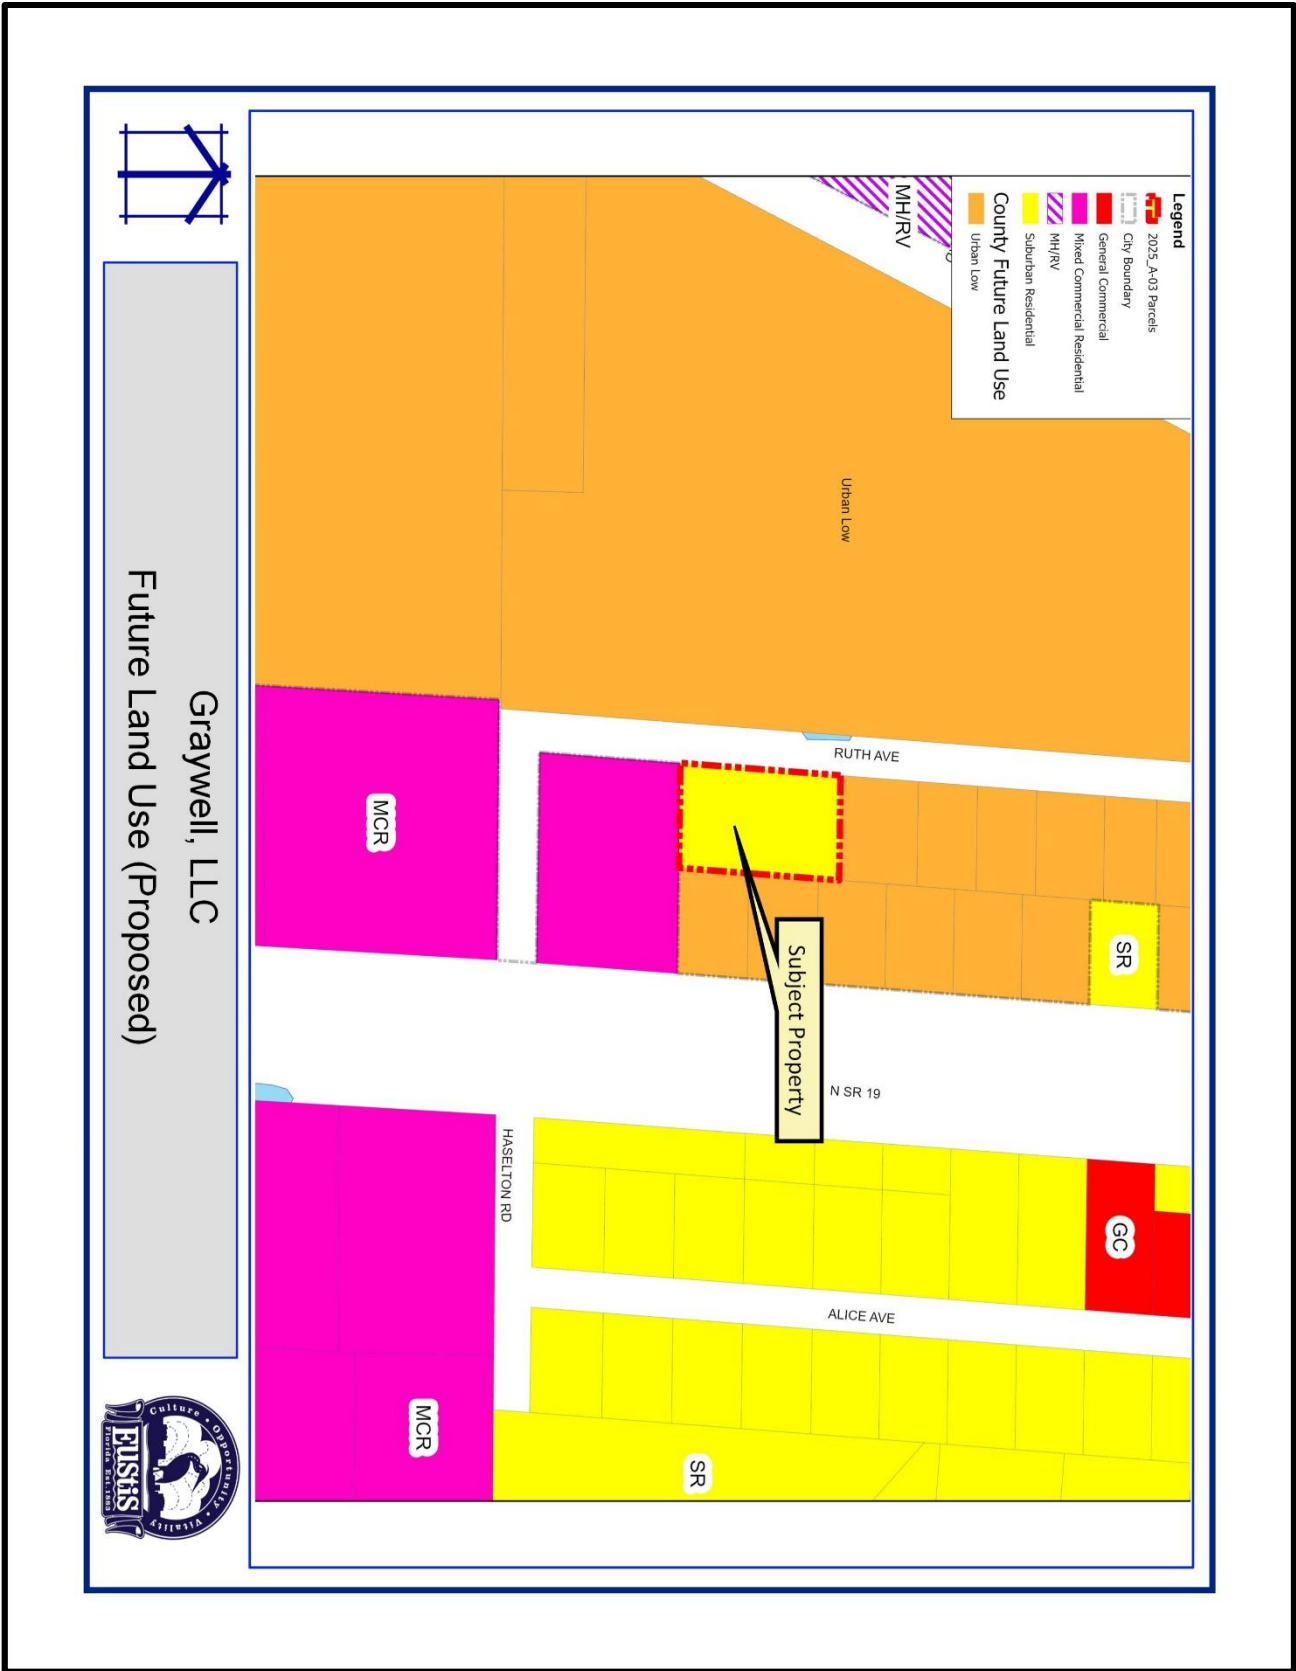 Legend
2025_A-03 Parcels
City Boundary
General Commercial
Mixed Commercial Residential
MH/RV
Suburban Residential
County Future Land Use
Urban Low
MH/RV
Urban Low
RUTH AVE
SR
MCR
Subject Property
N SR 19
HASELTON RD
GC
ALICE AVE
MCR
SR
Graywell, LLC
Future Land Use (Proposed)
Culture • Opportunity • Vitality
EUSTIS
Florida Est.1883